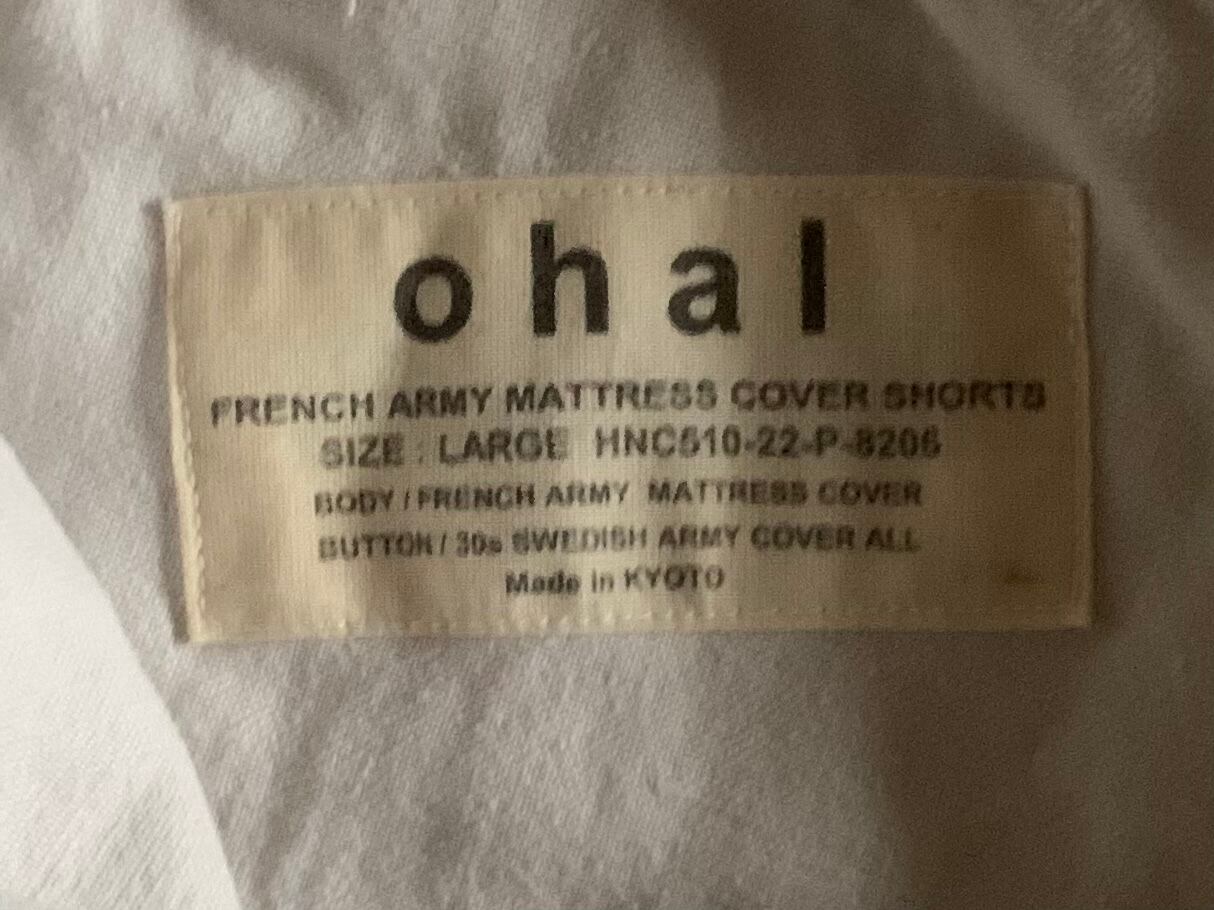 ohal
FRENCH ARMY MATTRESS COVER SHORTS
SIZE : LARGE HNC510-22-P-8206
BODY / FRENCH ARMY MATTRESS COVER
BUTTON / 30s SWEDISH ARMY COVER ALL
Made in KYOTO